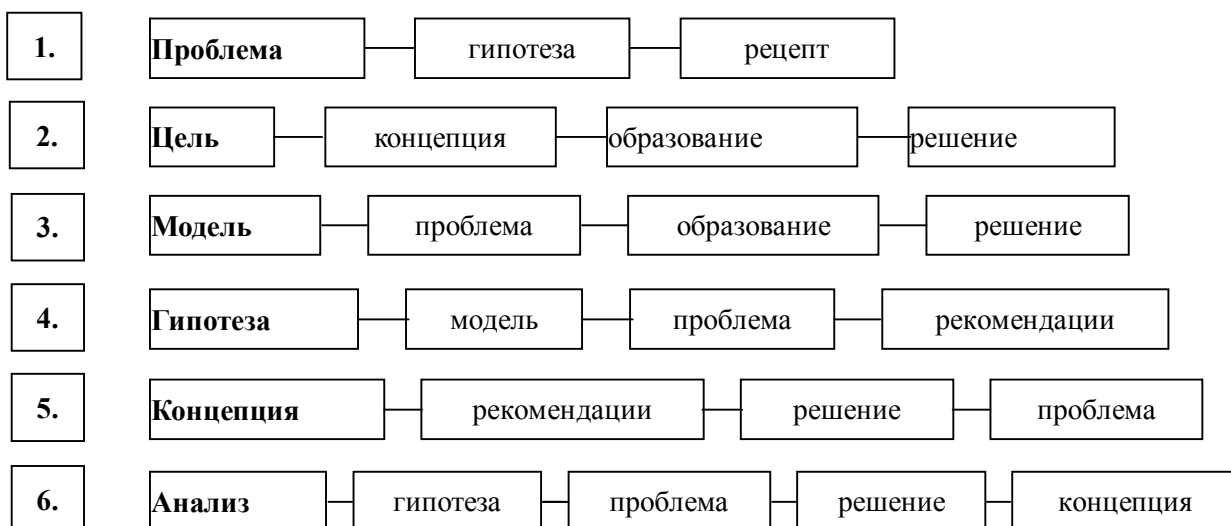 1. Проблема гипотеза рецепт
2. Цель концепция образование решение
3. Модель проблема образование решение
4. Гипотеза модель проблема рекомендации
5. Концепция рекомендации решение проблема
6. Анализ гипотеза проблема решение концепция